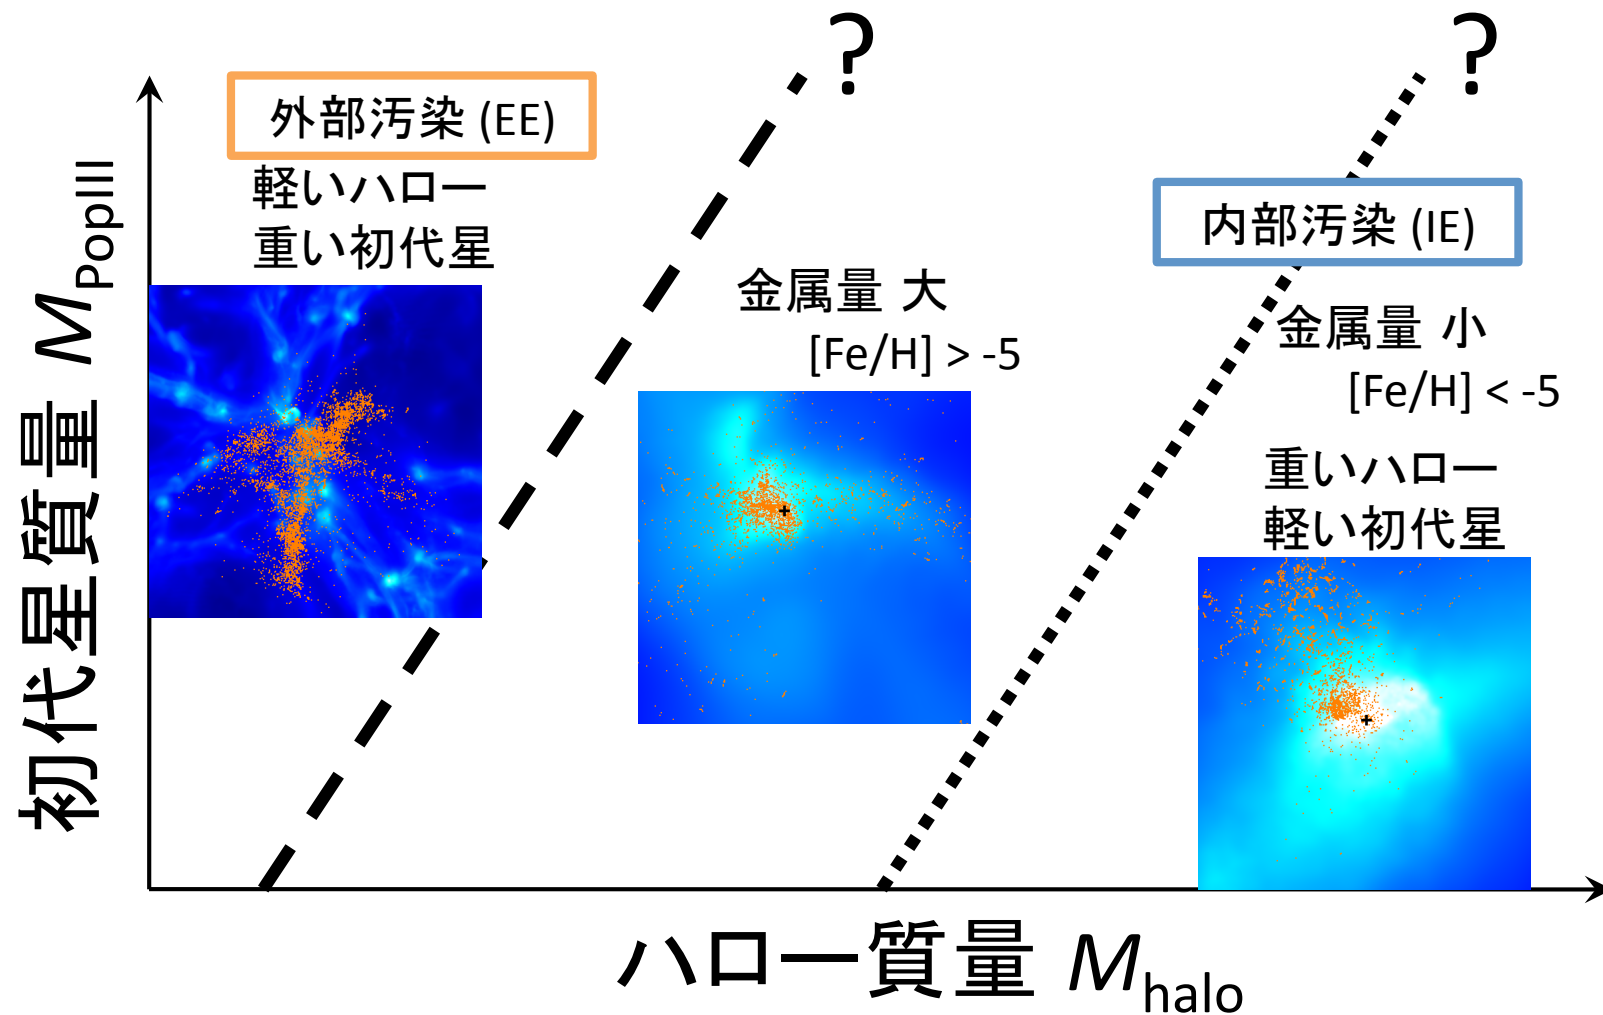 ?
?
外部汚染 (EE)
軽いハロー
重い初代星
内部汚染 (IE)
金属量 大
[Fe/H] > -5
金属量 小
[Fe/H] < -5
重いハロー
軽い初代星
初代星質量 MPopIII
ハロー質量 Mhalo